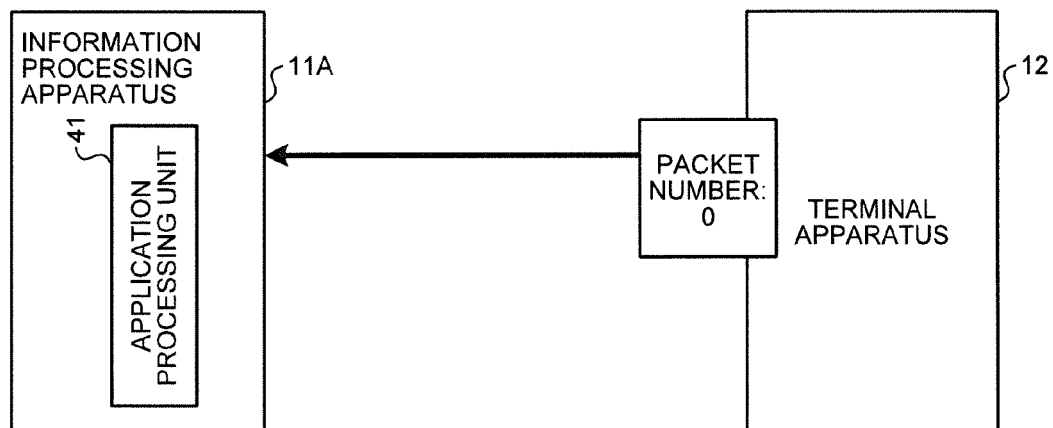 INFORMATION
PROCESSING
APPARATUS
11A
41
APPLICATION
PROCESSING UNIT
PACKET
NUMBER:
0
12
TERMINAL
APPARATUS